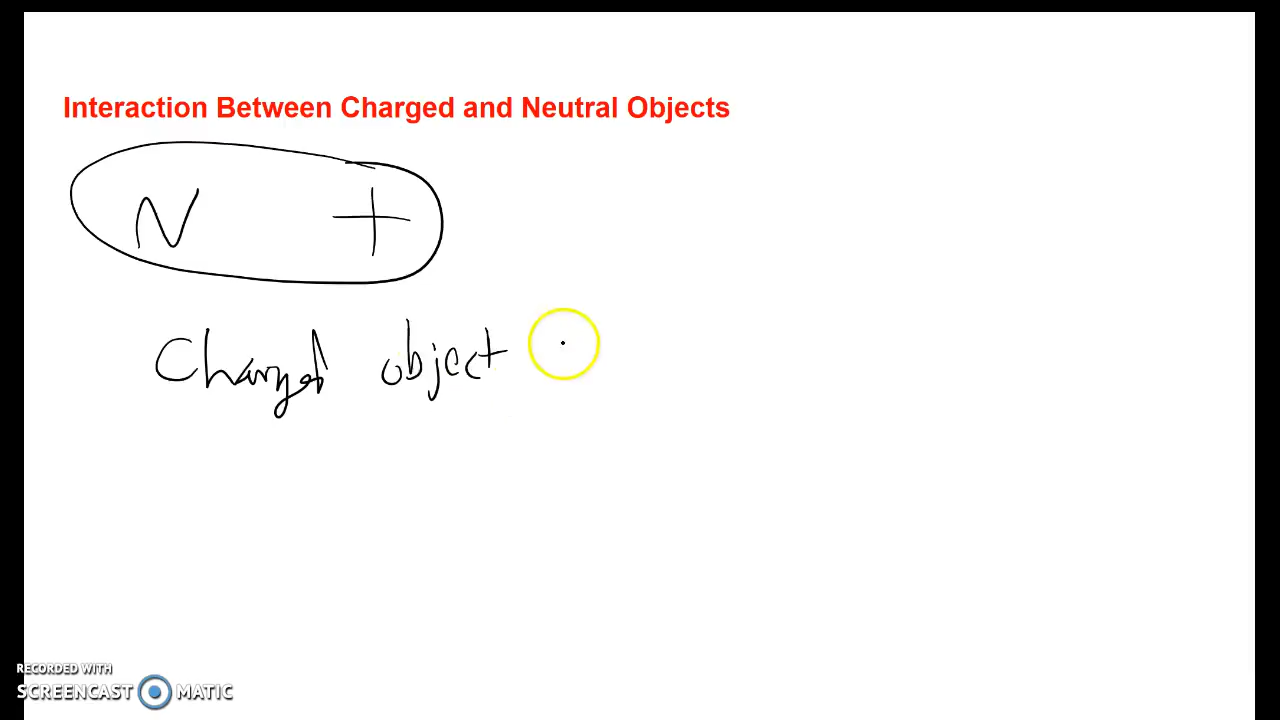 Interaction Between Charged and Neutral Objects
N +
Charged object
RECORDED WITH
SCREENCAST MATIC